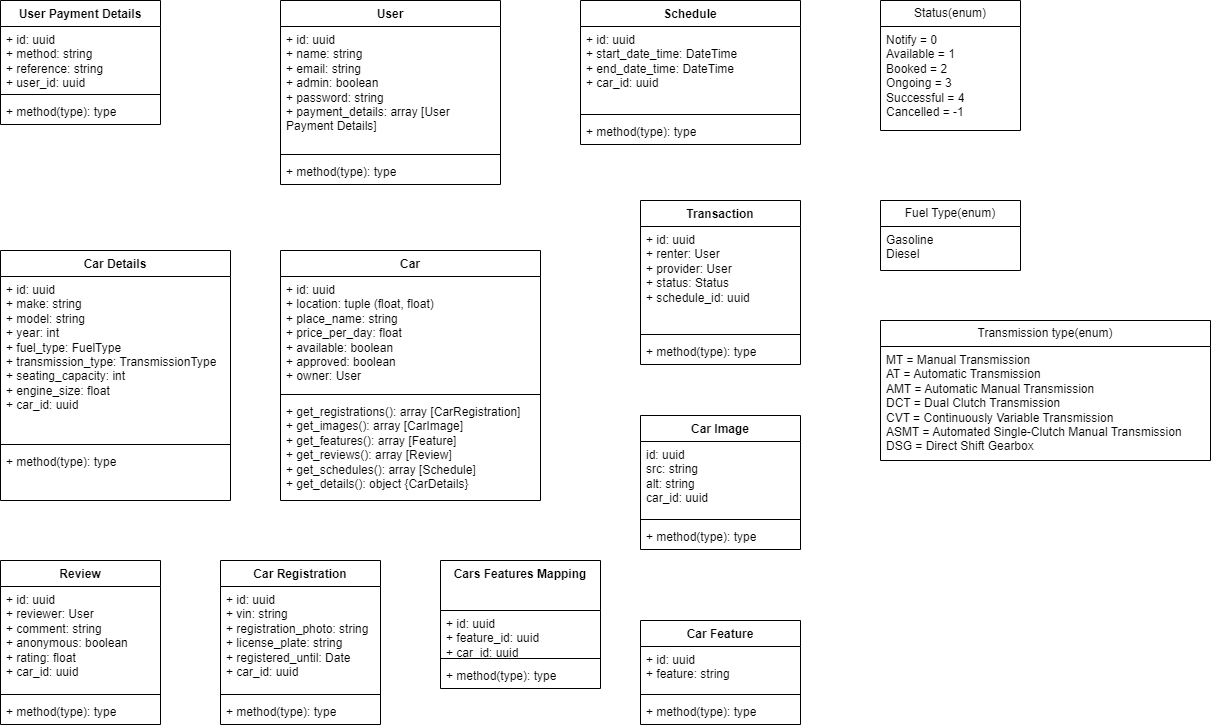 User Payment Details
+ id: uuid
+ method: string
+ reference: string
+ user_id: uuid
+ method(type): type
User
+ id: uuid
+ name: string
+ email: string
+ admin: boolean
+ password: string
+ payment_details: array [User
Payment Details]
+ method(type): type
Schedule
+ id: uuid
+ start_date_time: DateTime
+ end_date_time: DateTime
+ car_id: uuid
+ method(type): type
Status(enum)
Notify = 0
Available = 1
Booked = 2
Ongoing = 3
Successful = 4
Cancelled = -1
Car Details
+ id: uuid
+ make: string
+ model: string
+ year: int
+ fuel_type: FuelType
+ transmission_type: TransmissionType
+ seating_capacity: int
+ engine_size: float
+ car_id: uuid
+ method(type): type
Car
+ id: uuid
+ location: tuple (float, float)
+ place_name: string
+ price_per_day: float
+ available: boolean
+ approved: boolean
+ owner: User
+ get_registrations(): array [CarRegistration]
+ get_images(): array [CarImage]
+ get_features(): array [Feature]
+ get_reviews(): array [Review]
+ get_schedules(): array [Schedule]
+ get_details(): object {CarDetails}
Transaction
+ id: uuid
+ renter: User
+ provider: User
+ status: Status
+ schedule_id: uuid
+ method(type): type
Fuel Type(enum)
Gasoline
Diesel
Transmission type(enum)
MT = Manual Transmission
AT = Automatic Transmission
AMT = Automatic Manual Transmission
DCT = Dual Clutch Transmission
CVT = Continuously Variable Transmission
ASMT = Automated Single-Clutch Manual Transmission
DSG = Direct Shift Gearbox
Car Image
id: uuid
src: string
alt: string
car_id: uuid
+ method(type): type
Review
+ id: uuid
+ reviewer: User
+ comment: string
+ anonymous: boolean
+ rating: float
+ car_id: uuid
+ method(type): type
Car Registration
+ id: uuid
+ vin: string
+ registration_photo: string
+ license_plate: string
+ registered_until: Date
+ car_id: uuid
+ method(type): type
Cars Features Mapping
+ id: uuid
+ feature_id: uuid
+ car_id: uuid
+ method(type): type
Car Feature
+ id: uuid
+ feature: string
+ method(type): type